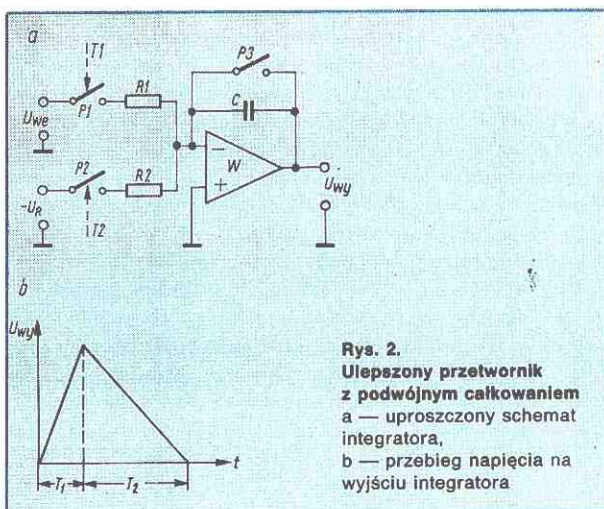 a
T1
P3
P1
R1
C
Uwe
W
−
+
P2
R2
-UR
T2
Uwy
b
Uwy
t
T1
T2
Rys. 2.
Ulepszony przetwornik
z podwójnym całkowaniem
a — uproszczony schemat
integratora,
b — przebieg napięcia na
wyjściu integratora